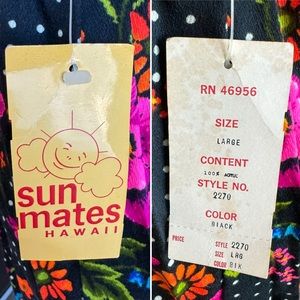 sun
mates
HAWAII
RN 46956
SIZE
LARGE
CONTENT
100%
STYLE NO.
2270
COLOR
BLACK
PRICE
STYLE 2270
SIZE LRG
COLOR BLK